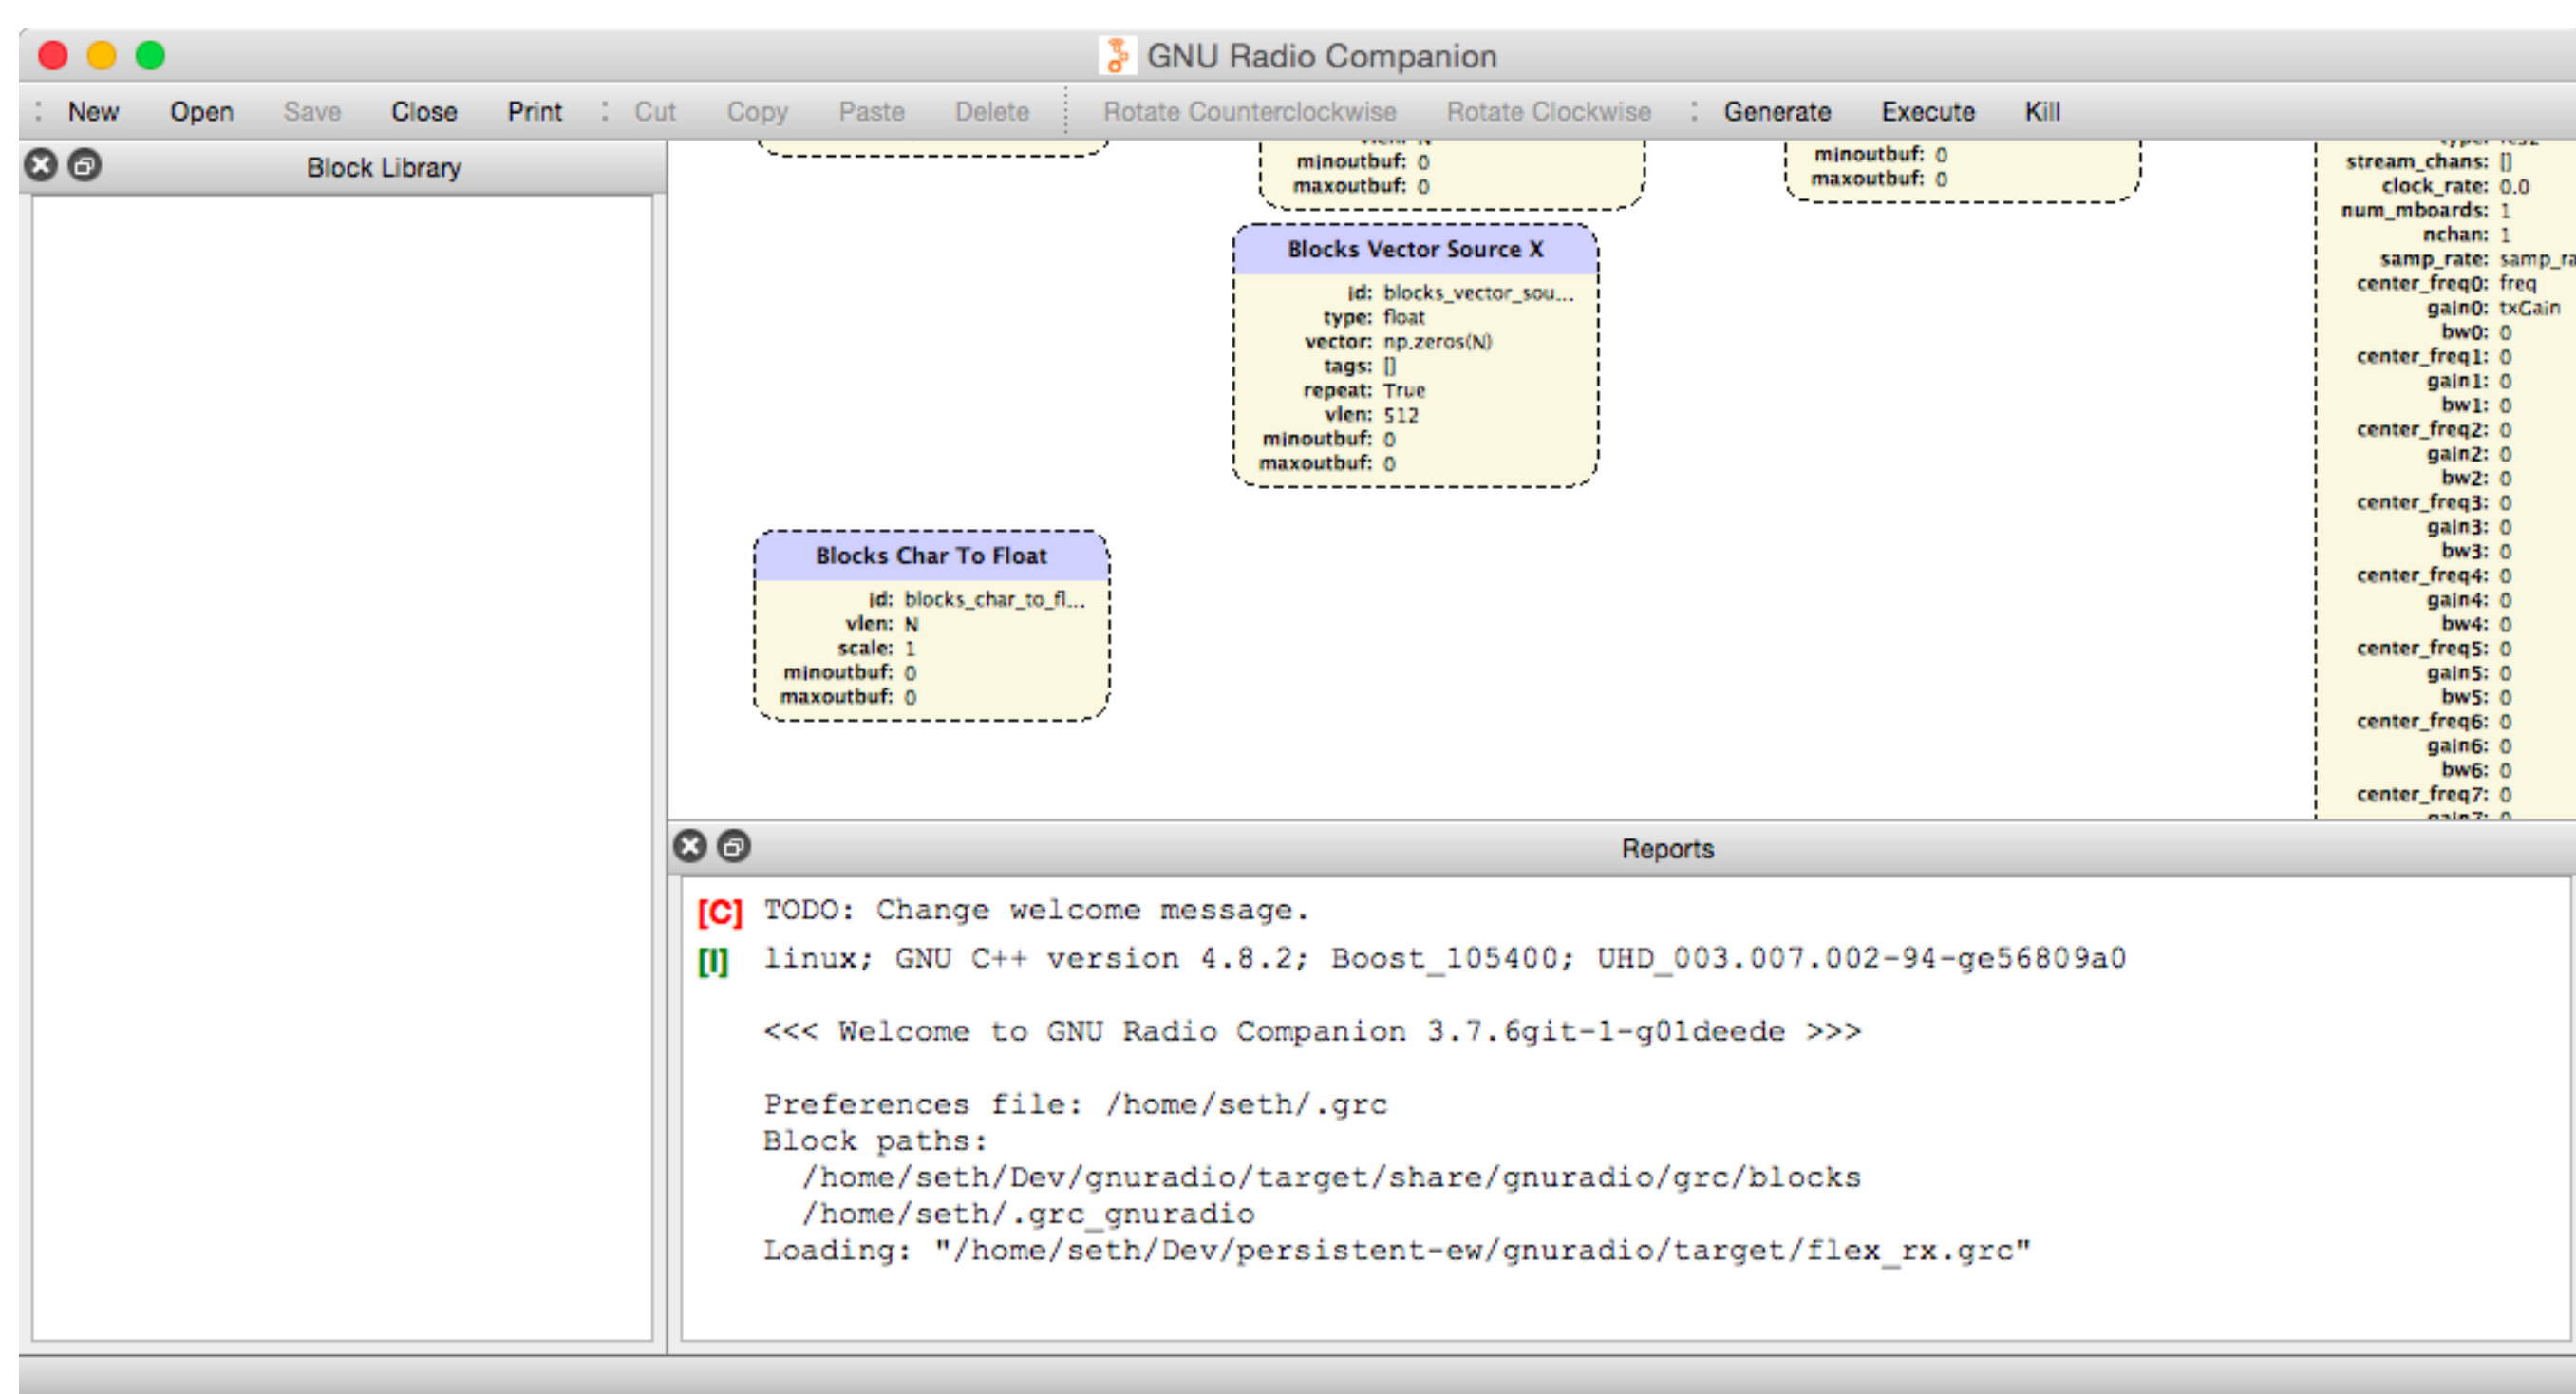 GNU Radio Companion
New Open Save Close Print Cut Copy Paste Delete Rotate Counterclockwise Rotate Clockwise Generate Execute Kill
Block Library
minoutbuf: 0
maxoutbuf: 0
minoutbuf: 0
maxoutbuf: 0
Blocks Vector Source X
id: blocks_vector_sou...
type: float
vector: np.zeros(N)
tags: []
repeat: True
vlen: 512
minoutbuf: 0
maxoutbuf: 0
Blocks Char To Float
id: blocks_char_to_fl...
vlen: N
scale: 1
minoutbuf: 0
maxoutbuf: 0
stream_chans: []
clock_rate: 0.0
num_mboards: 1
nchan: 1
samp_rate: samp_ra
center_freq0: freq
gain0: txGain
bw0: 0
center_freq1: 0
gain1: 0
bw1: 0
center_freq2: 0
gain2: 0
bw2: 0
center_freq3: 0
gain3: 0
bw3: 0
center_freq4: 0
gain4: 0
bw4: 0
center_freq5: 0
gain5: 0
bw5: 0
center_freq6: 0
gain6: 0
bw6: 0
center_freq7: 0
Reports
[C] TODO: Change welcome message.
[I] linux; GNU C++ version 4.8.2; Boost_105400; UHD_003.007.002-94-ge56809a0
<<< Welcome to GNU Radio Companion 3.7.6git-1-g01deede >>>
Preferences file: /home/seth/.grc
Block paths:
/home/seth/Dev/gnuradio/target/share/gnuradio/grc/blocks
/home/seth/.grc_gnuradio
Loading: "/home/seth/Dev/persistent-ew/gnuradio/target/flex_rx.grc"